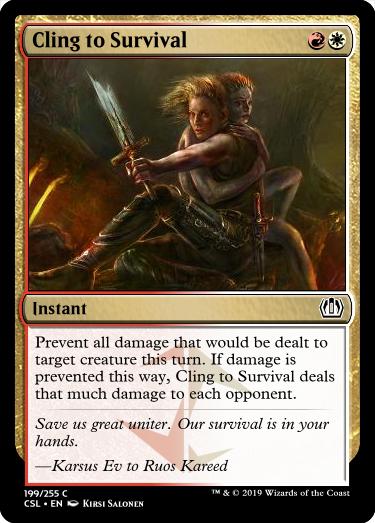 Cling to Survival
Instant
Prevent all damage that would be dealt to
target creature this turn. If damage is
prevented this way, Cling to Survival deals
that much damage to each opponent.
Save us great uniter. Our survival is in your
hands.
—Karsus Ev to Ruos Kareed
199/255 C
CSL • EN Kirsi Salonen
™ & © 2019 Wizards of the Coast